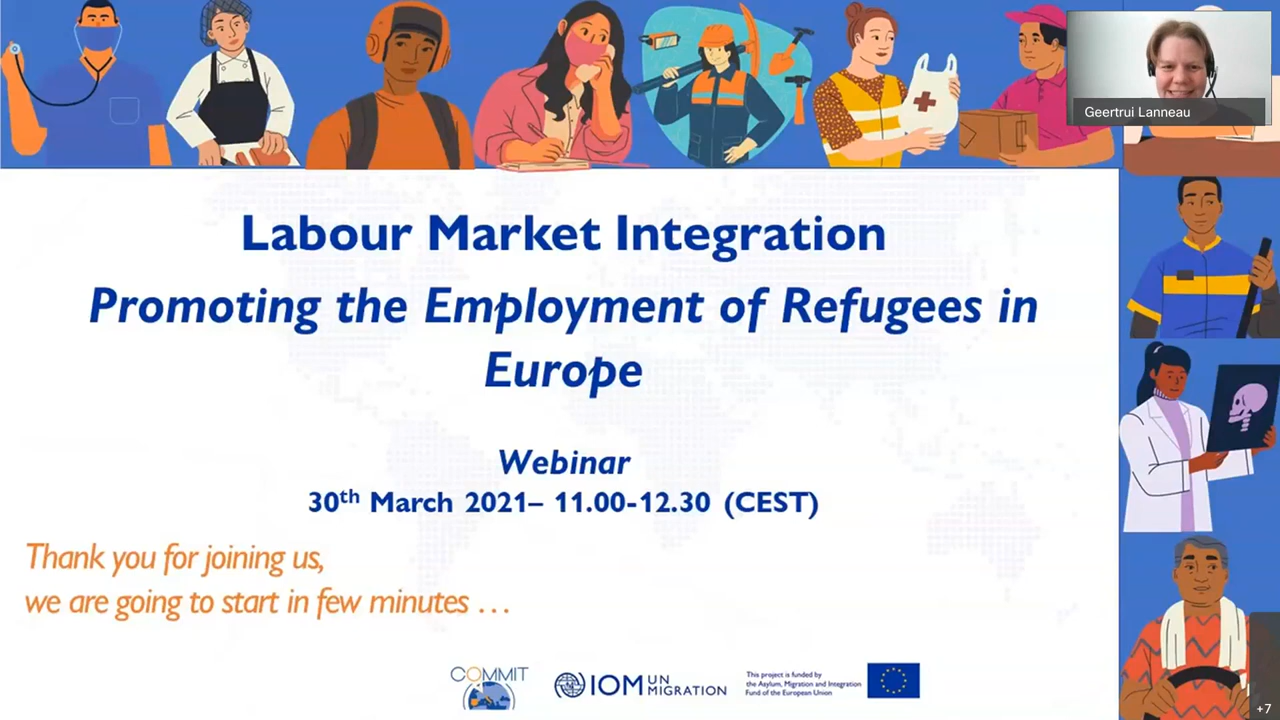 Geertrui Lanneau
Labour Market Integration
Promoting the Employment of Refugees in
Europe
Webinar
30th March 2021– 11.00-12.30 (CEST)
Thank you for joining us,
we are going to start in few minutes …
COMMIT
IOM UN MIGRATION
This project is funded by
the Asylum, Migration and Integration
Fund of the European Union
+7